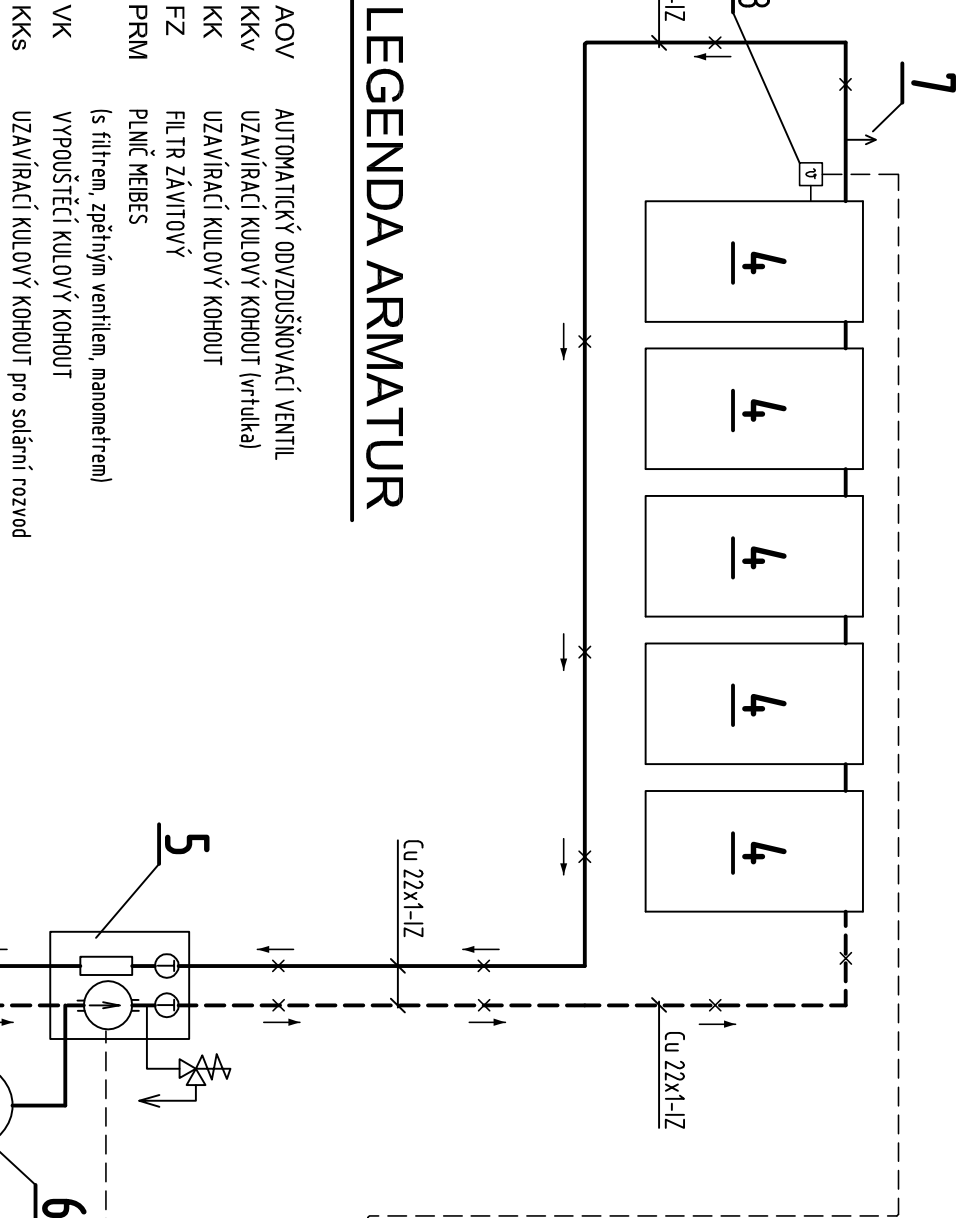 7
8
-IZ
4
4
4
4
4
Cu 22x1-IZ
Cu 22x1-IZ
5
6
LEGENDA ARMATUR
AOV AUTOMATICKÝ ODVZDUŠŇOVACÍ VENTIL
KKv UZAVÍRACÍ KULOVÝ KOHOUT (vrtulka)
KK UZAVÍRACÍ KULOVÝ KOHOUT
FZ FILTR ZÁVITOVÝ
PRM PLNIČ MEIBES
(s filtrem, zpětným ventilem, manometrem)
VK VYPOUŠTĚCÍ KULOVÝ KOHOUT
KKs UZAVÍRACÍ KULOVÝ KOHOUT pro solární rozvod